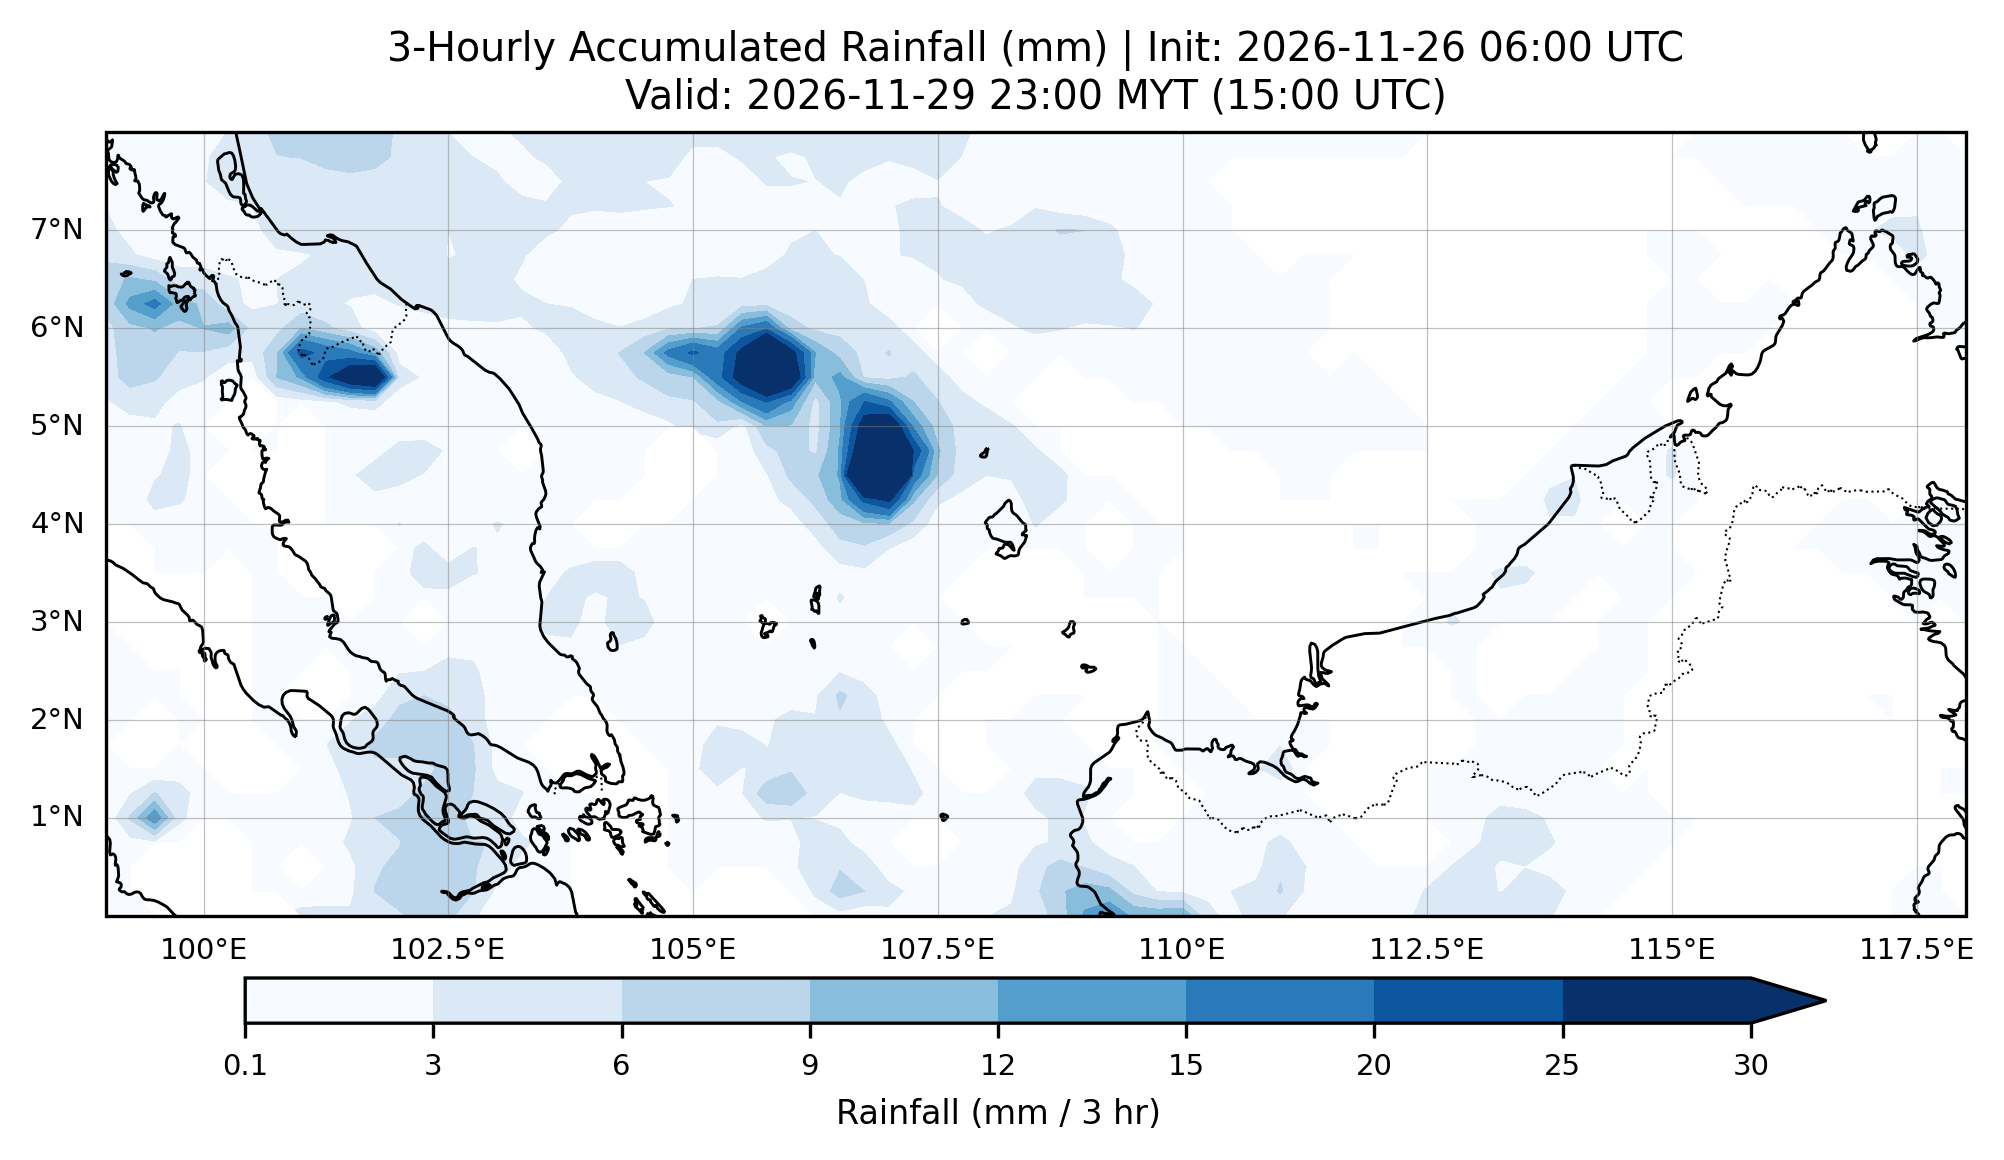 3-Hourly Accumulated Rainfall (mm) | Init: 2026-11-26 06:00 UTC
Valid: 2026-11-29 23:00 MYT (15:00 UTC)
7°N
6°N
5°N
4°N
3°N
2°N
1°N
100°E 102.5°E 105°E 107.5°E 110°E 112.5°E 115°E 117.5°E
0.1 3 6 9 12 15 20 25 30
Rainfall (mm / 3 hr)